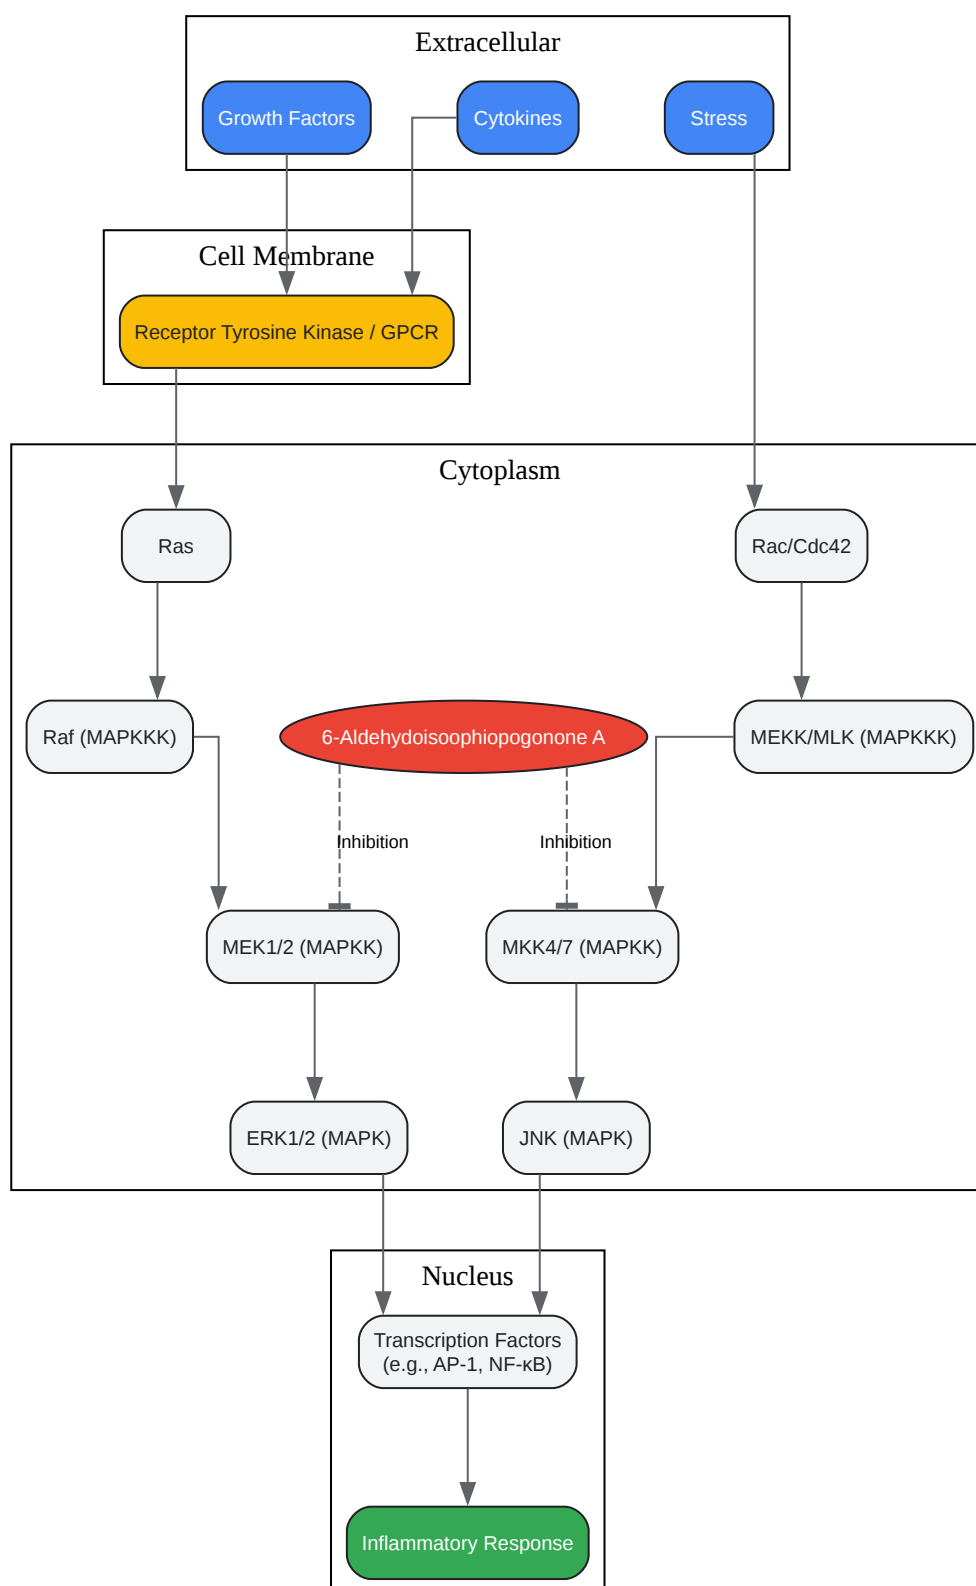 Extracellular
Growth Factors
Cytokines
Stress
Cell Membrane
Receptor Tyrosine Kinase / GPCR
Cytoplasm
Ras
Rac/Cdc42
Raf (MAPKKK)
6-Aldehydoisoophiopogonone A
MEKK/MLK (MAPKKK)
Inhibition
Inhibition
MEK1/2 (MAPKK)
MKK4/7 (MAPKK)
ERK1/2 (MAPK)
JNK (MAPK)
Nucleus
Transcription Factors
(e.g., AP-1, NF-κB)
Inflammatory Response